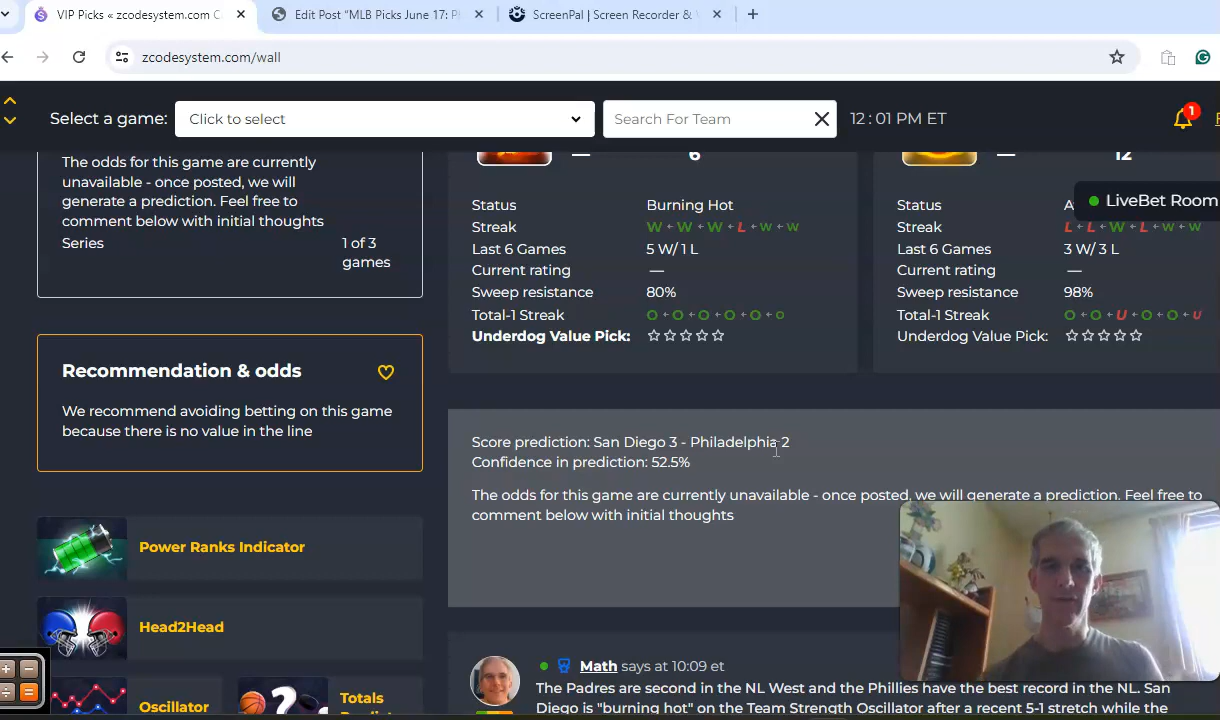 VIP Picks « zcodesystem.com C
Edit Post “MLB Picks June 17: P
ScreenPal | Screen Recorder &
zcodesystem.com/wall
Select a game:
Click to select
Search For Team
12 : 01 PM ET
1
LiveBet Room
The odds for this game are currently
unavailable - once posted, we will
generate a prediction. Feel free to
comment below with initial thoughts
Series
1 of 3
games
Recommendation & odds
We recommend avoiding betting on this game
because there is no value in the line
Power Ranks Indicator
Head2Head
Oscillator
Totals
6
Status
Burning Hot
Streak
W W W L W W
Last 6 Games
5 W/ 1 L
Current rating
—
Sweep resistance
80%
Total-1 Streak
O O O O O O
Underdog Value Pick:
12
Status
Streak
L L W L W W
Last 6 Games
3 W/ 3 L
Current rating
—
Sweep resistance
98%
Total-1 Streak
O O U O O U
Underdog Value Pick:
Score prediction: San Diego 3 - Philadelphia 2
Confidence in prediction: 52.5%
The odds for this game are currently unavailable - once posted, we will generate a prediction. Feel free to
comment below with initial thoughts
Math says at 10:09 et
The Padres are second in the NL West and the Phillies have the best record in the NL. San
Diego is "burning hot" on the Team Strength Oscillator after a recent 5-1 stretch while the